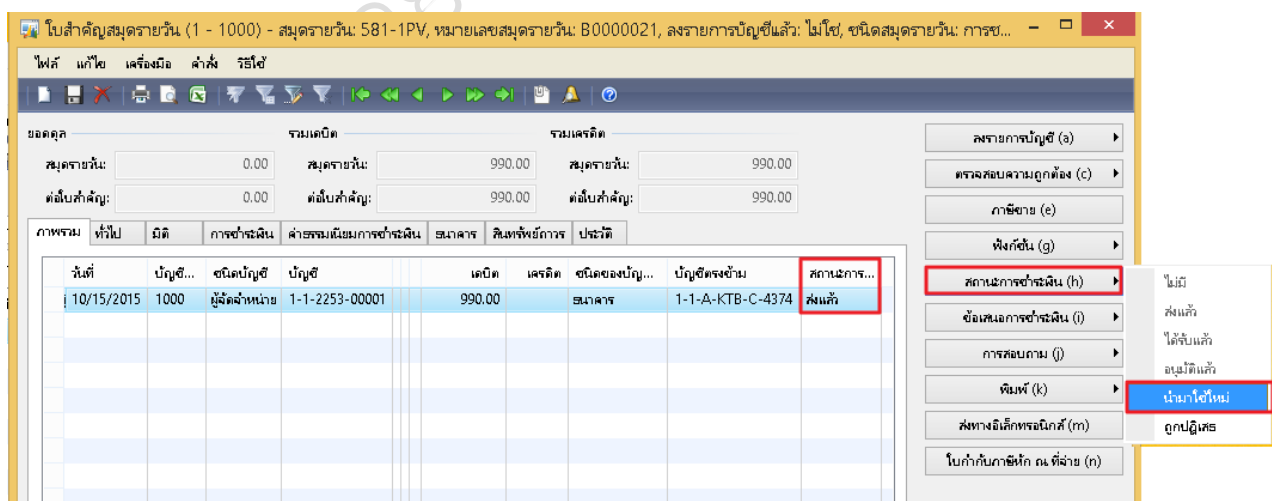 ใบสำคัญสมุดรายวัน (1 - 1000) - สมุดรายวัน: 581-1PV, หมายเลขสมุดรายวัน: B0000021, ลงรายการบัญชีแล้ว: ไม่ใช่, ชนิดสมุดรายวัน: การช...
ไฟล์ แก้ไข เครื่องมือ คำสั่ง วิธีใช้
ยอดดุล รวมเดบิต รวมเครดิต
สมุดรายวัน: 0.00 สมุดรายวัน: 990.00 สมุดรายวัน: 990.00
ต่อใบสำคัญ: 0.00 ต่อใบสำคัญ: 990.00 ต่อใบสำคัญ: 990.00
ภาพรวม ทั่วไป มิติ การชำระเงิน ค่าธรรมเนียมการชำระเงิน ธนาคาร สินทรัพย์ถาวร ประวัติ
วันที่ บัญชี... ชนิดบัญชี บัญชี เดบิต เครดิต ชนิดของบัญ... บัญชีตรงข้าม สถานะการ...
10/15/2015 1000 ผู้จัดจำหน่าย 1-1-2253-00001 990.00 ธนาคาร 1-1-A-KTB-C-4374 ส่งแล้ว
ลงรายการบัญชี (a)
ตรวจสอบความถูกต้อง (c)
ภาษีขาย (e)
ฟังก์ชัน (g)
สถานะการชำระเงิน (h)
ข้อเสนอการชำระเงิน (i)
การสอบถาม (j)
พิมพ์ (k)
ส่งทางอิเล็กทรอนิกส์ (m)
ใบกำกับภาษีหัก ณ ที่จ่าย (n)
ไม่มี
ส่งแล้ว
ได้รับแล้ว
อนุมัติแล้ว
นำมาใช้ใหม่
ถูกปฏิเสธ